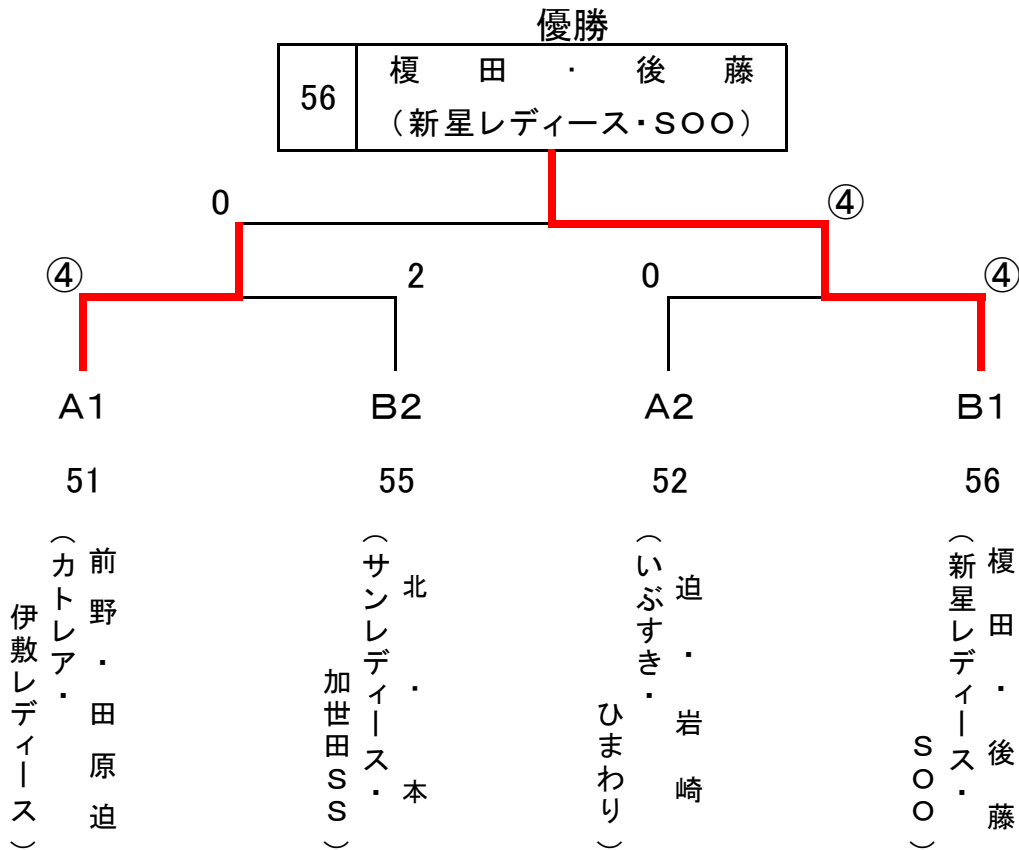 優勝
56
榎田・後藤
（新星レディース・ＳＯＯ）
0
④
④
2
0
④
Ａ1
Ｂ2
Ａ2
Ｂ1
51
55
52
56
前野・田原迫
（カトレア・
伊敷レディース）
北・本
（サンレディース・
加世田ＳＳ）
迫・岩崎
（いぶすき・
ひまわり）
榎田・後藤
（新星レディース・
ＳＯＯ）